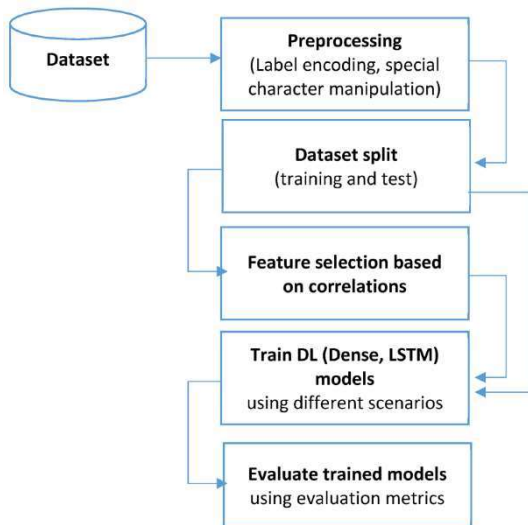 Dataset
Preprocessing
(Label encoding, special
character manipulation)
Dataset split
(training and test)
Feature selection based
on correlations
Train DL (Dense, LSTM)
models
using different scenarios
Evaluate trained models
using evaluation metrics